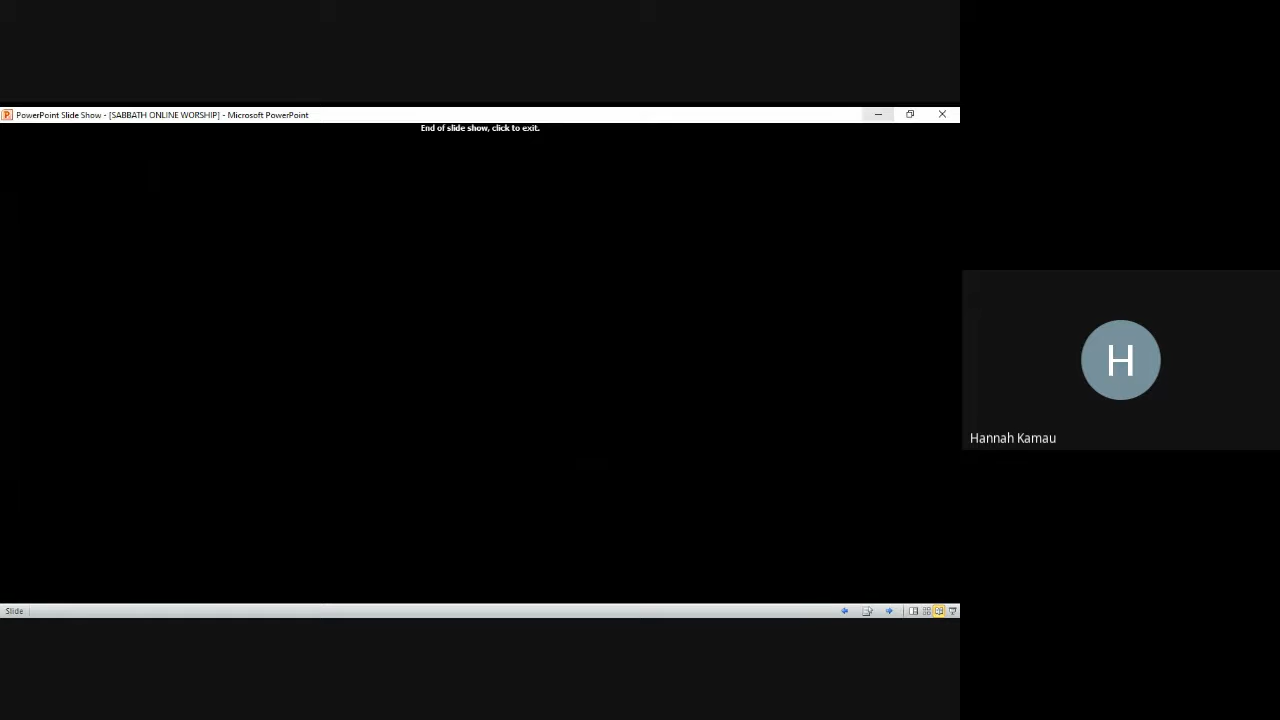 PowerPoint Slide Show - [SABBATH ONLINE WORSHIP] - Microsoft PowerPoint
End of slide show, click to exit.
H
Hannah Kamau
Slide